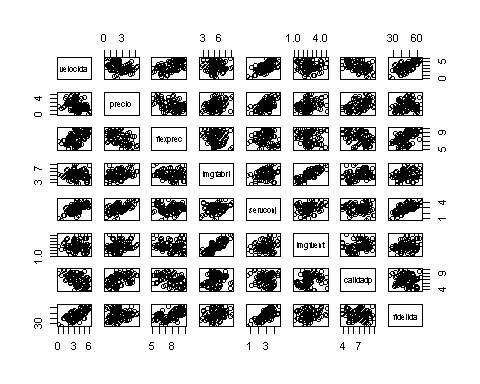 0 3 3 6 1.0 4.0 30 60
velocida 0 5
0 4 precio
flexprec 5 9
3 7 imgfabri
servconj 1 4
1.0 imgfuent
calidadp 4 9
30 fidelida
0 3 6 5 8 1 3 4 7